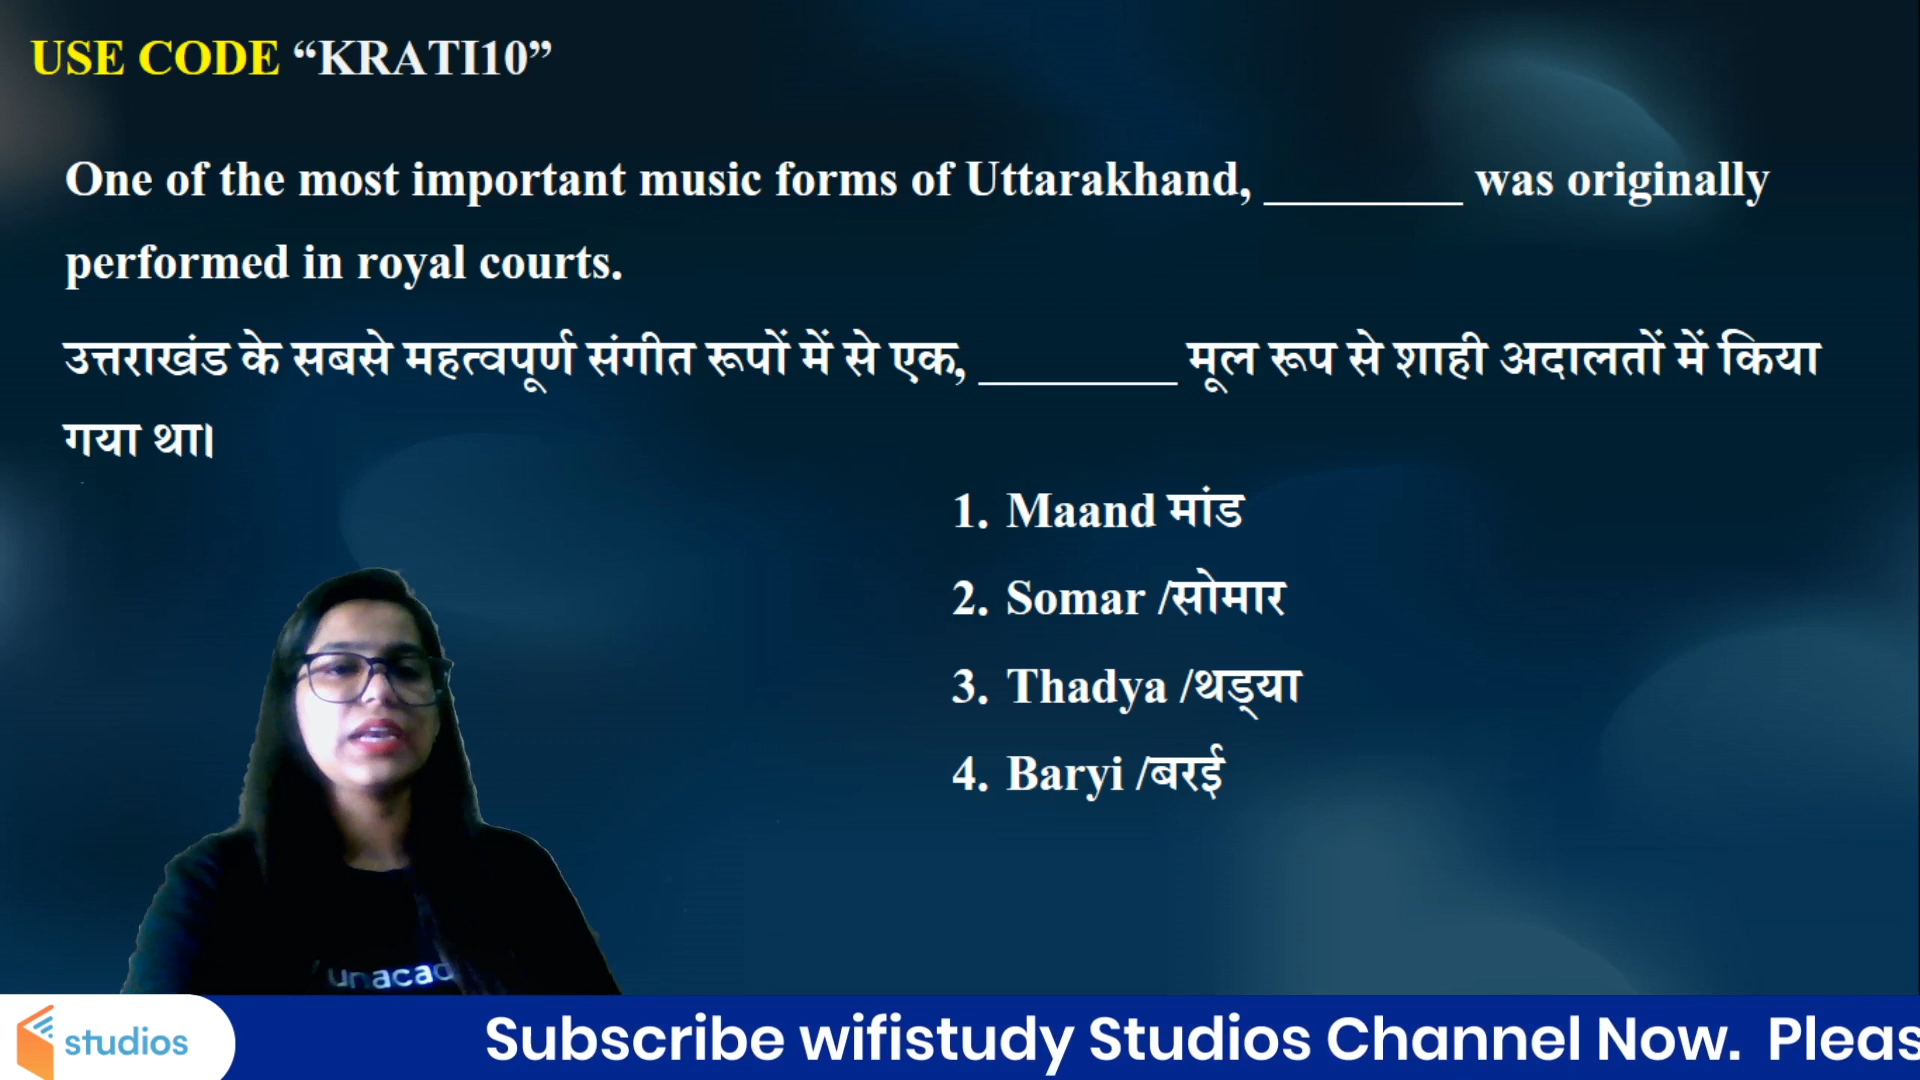 USE CODE “KRATI10”
One of the most important music forms of Uttarakhand, ________ was originally
performed in royal courts.
उत्तराखंड के सबसे महत्वपूर्ण संगीत रूपों में से एक, ________ मूल रूप से शाही अदालतों में किया
गया था।
1. Maand मांड
2. Somar /सोमार
3. Thadya /थड़्या
4. Baryi /बरई
unacad
studios
Subscribe wifistudy Studios Channel Now. Pleas